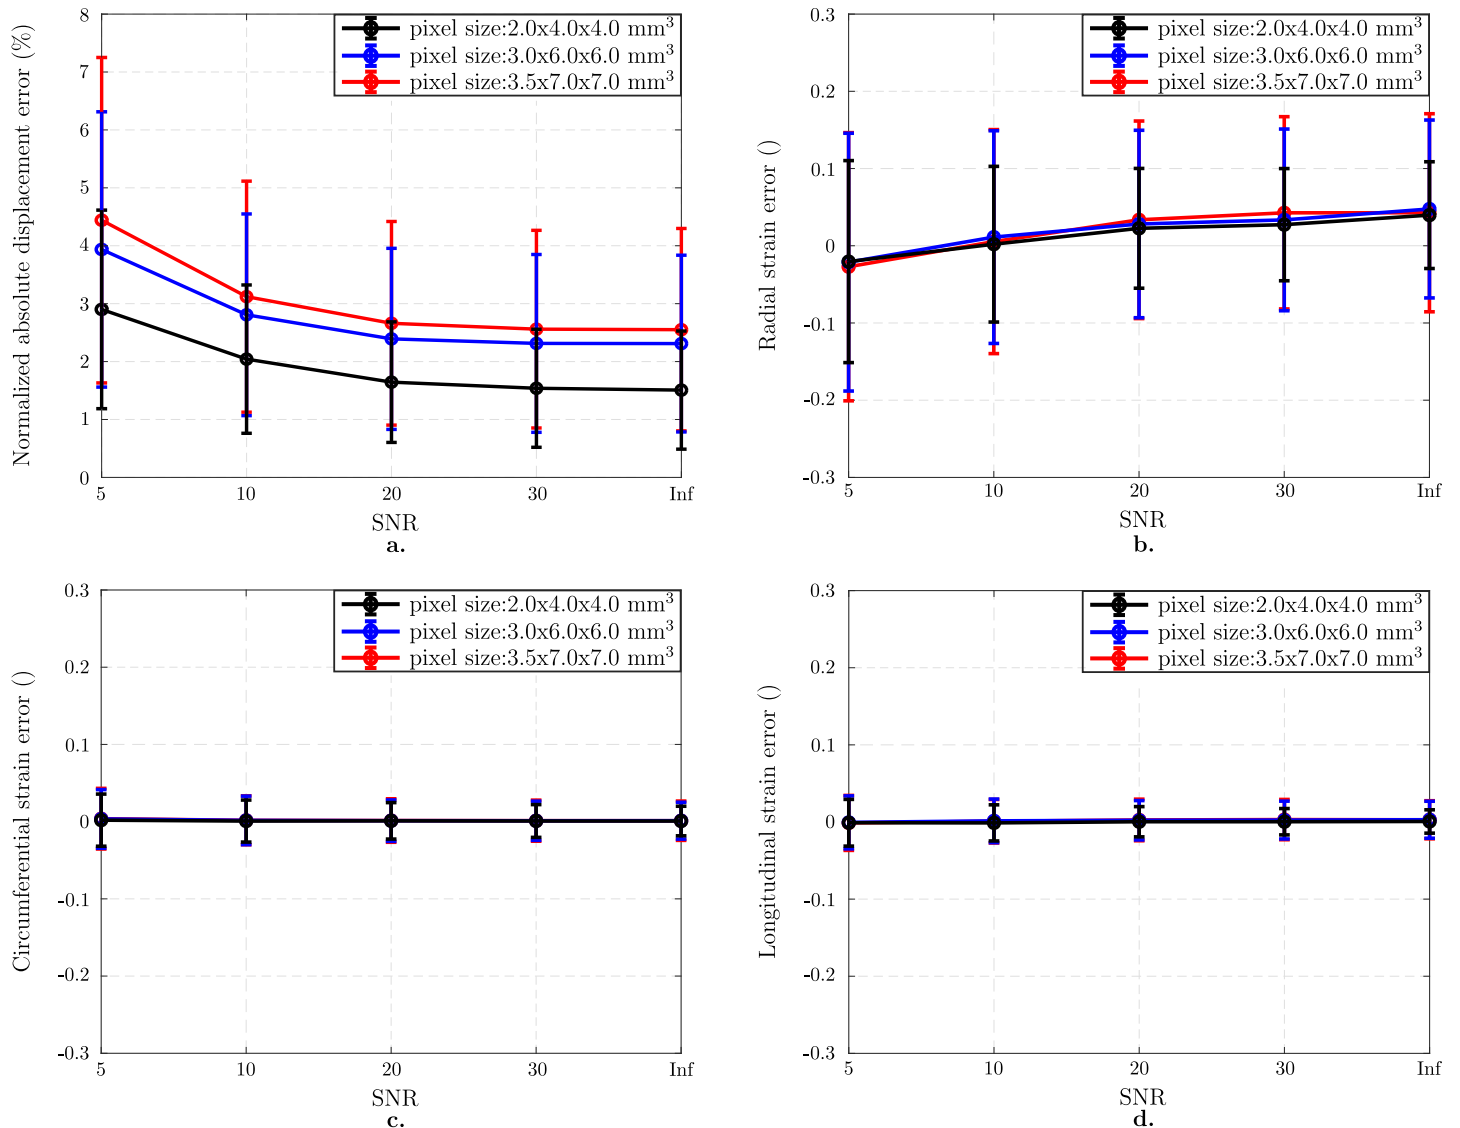 Normalized absolute displacement error (%)
8
7
6
5
4
3
2
1
0
pixel size:2.0x4.0x4.0 mm³
pixel size:3.0x6.0x6.0 mm³
pixel size:3.5x7.0x7.0 mm³
5 10 20 30 Inf
SNR
a.
Radial strain error ()
0.3
0.2
0.1
0
-0.1
-0.2
-0.3
pixel size:2.0x4.0x4.0 mm³
pixel size:3.0x6.0x6.0 mm³
pixel size:3.5x7.0x7.0 mm³
5 10 20 30 Inf
SNR
b.
Circumferential strain error ()
0.3
0.2
0.1
0
-0.1
-0.2
-0.3
pixel size:2.0x4.0x4.0 mm³
pixel size:3.0x6.0x6.0 mm³
pixel size:3.5x7.0x7.0 mm³
5 10 20 30 Inf
SNR
c.
Longitudinal strain error ()
0.3
0.2
0.1
0
-0.1
-0.2
-0.3
pixel size:2.0x4.0x4.0 mm³
pixel size:3.0x6.0x6.0 mm³
pixel size:3.5x7.0x7.0 mm³
5 10 20 30 Inf
SNR
d.